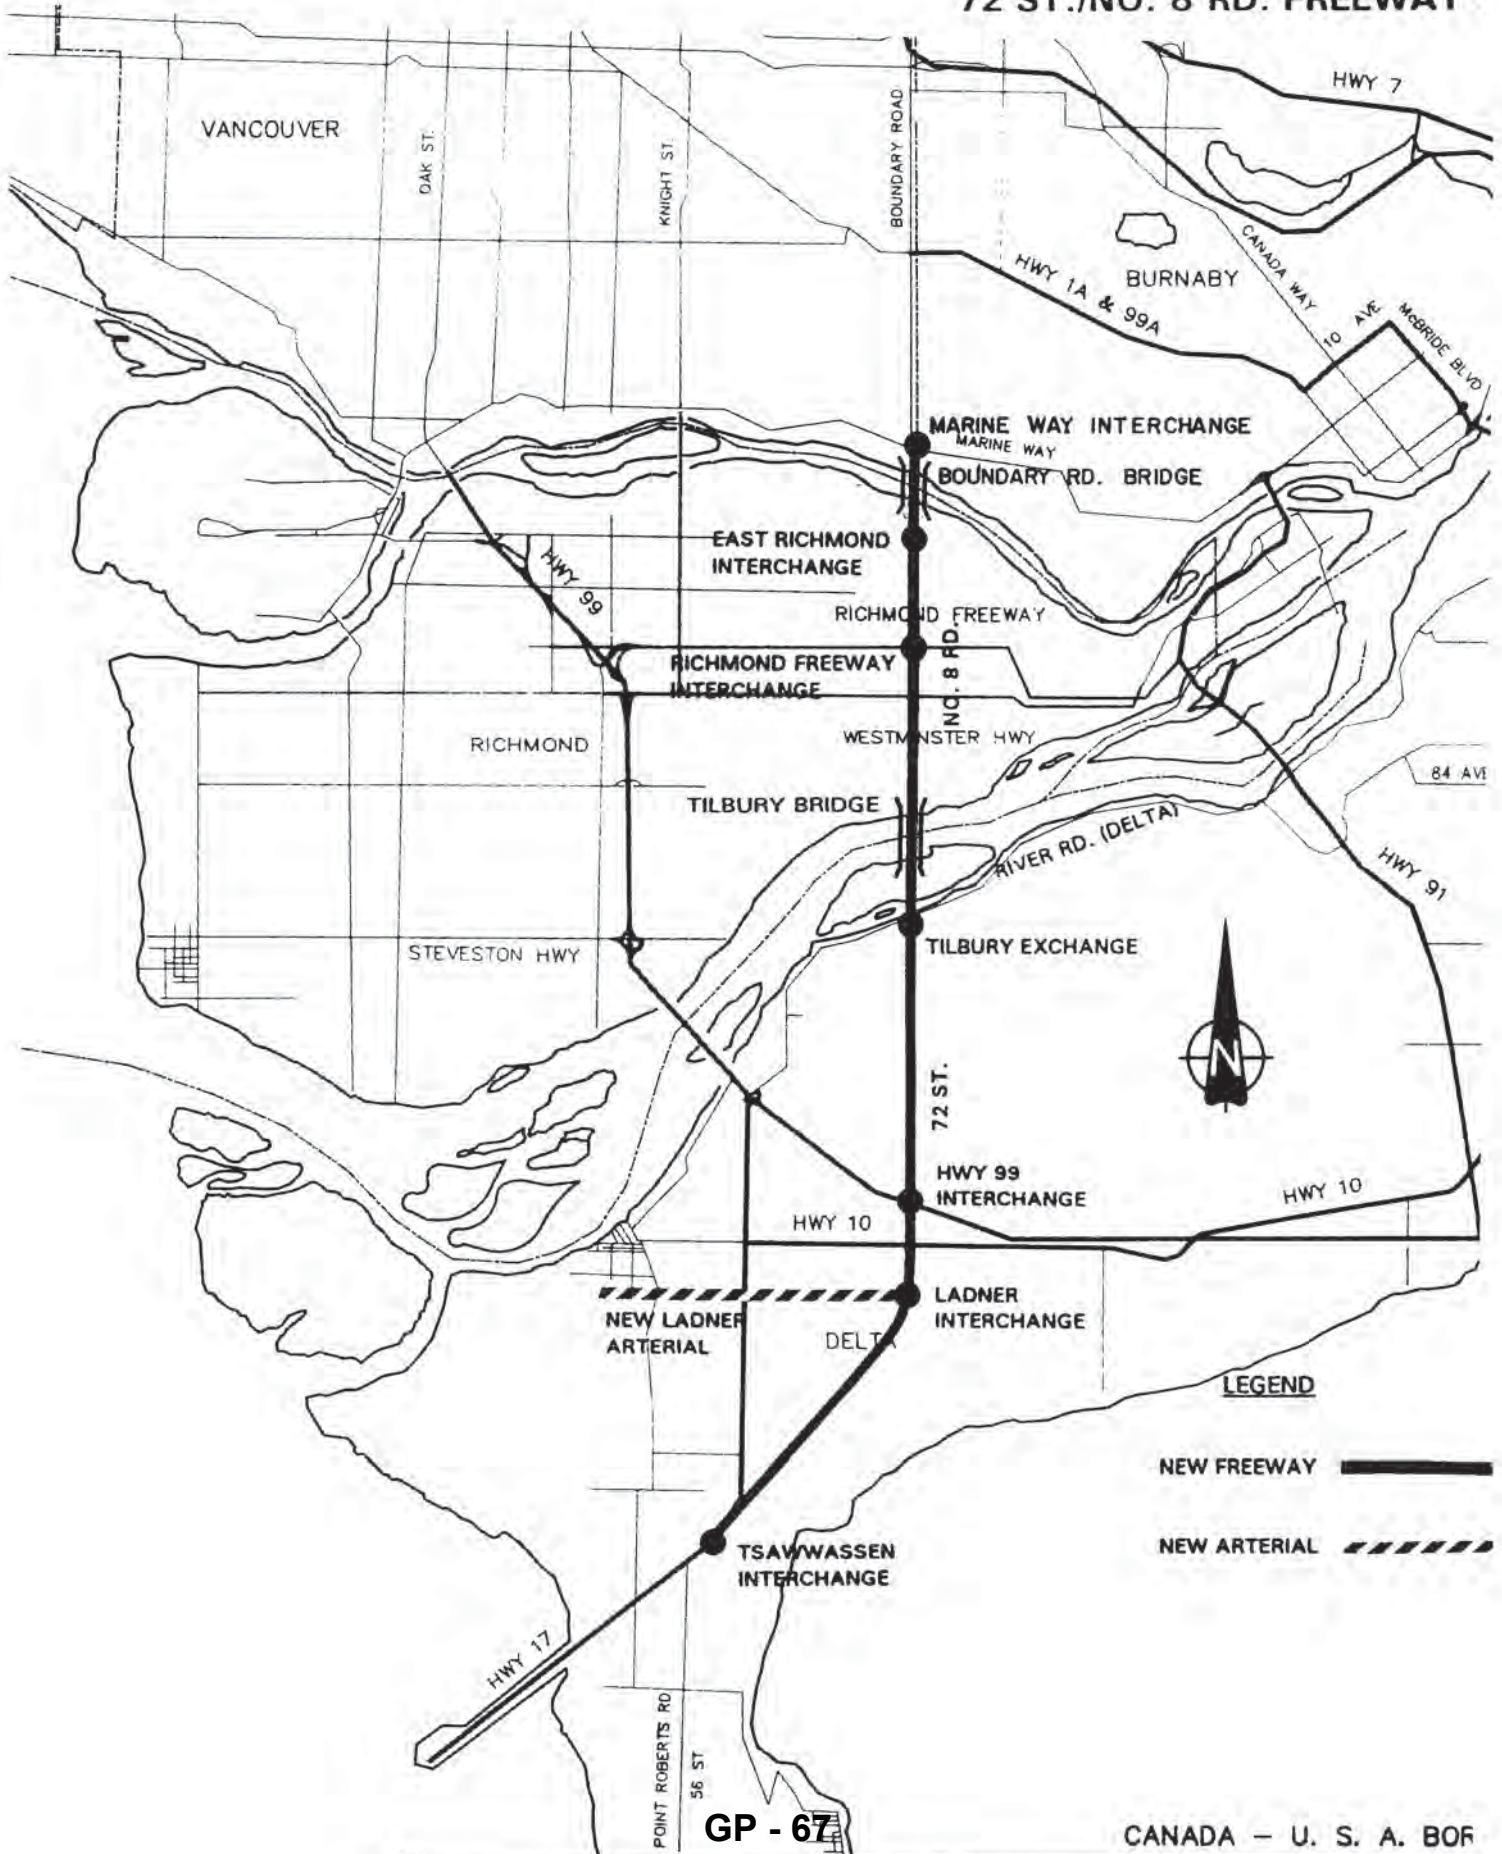 72 ST./NO. 8 RD. FREEWAY
HWY 7
VANCOUVER
OAK ST.
KNIGHT ST.
BOUNDARY ROAD
CANADA WAY
BURNABY
HWY 1A & 99A
10 AVE
McBRIDE BLVD
MARINE WAY INTERCHANGE
MARINE WAY
BOUNDARY RD. BRIDGE
EAST RICHMOND
INTERCHANGE
HWY 99
RICHMOND FREEWAY
RICHMOND FREEWAY
INTERCHANGE
NO. 8 RD.
RICHMOND
WESTMINSTER HWY
84 AVE
TILBURY BRIDGE
RIVER RD. (DELTA)
HWY 91
STEVESTON HWY
TILBURY EXCHANGE
N
72 ST.
HWY 99
INTERCHANGE
HWY 10
HWY 10
LADNER
INTERCHANGE
NEW LADNER
ARTERIAL
DELTA
LEGEND
NEW FREEWAY
NEW ARTERIAL
TSAWWASSEN
INTERCHANGE
HWY 17
POINT ROBERTS RD
56 ST
GP - 67
CANADA - U. S. A. BOR